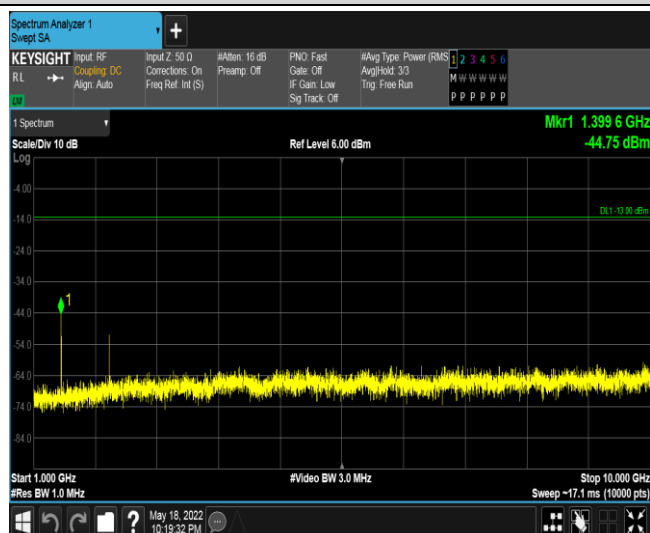 Spectrum Analyzer 1
Swept SA
+
KEYSIGHT
RL
LXI
Input: RF
Coupling: DC
Align: Auto
Input Z: 50 Ω
Corrections: On
Freq Ref: Int (S)
#Atten: 16 dB
Preamp: Off
PNO: Fast
Gate: Off
IF Gain: Low
Sig Track: Off
#Avg Type: Power (RMS
Avg|Hold: 3/3
Trig: Free Run
1 2 3 4 5 6
M W W W W W
P P P P P P
1 Spectrum
Mkr1 1.399 6 GHz
-44.75 dBm
Scale/Div 10 dB
Ref Level 6.00 dBm
Log
-4.00
DL1 -13.00 dBm
-14.0
-24.0
-34.0
1
-44.0
-54.0
-64.0
-74.0
-84.0
Start 1.000 GHz
#Video BW 3.0 MHz
Stop 10.000 GHz
#Res BW 1.0 MHz
Sweep ~17.1 ms (10000 pts)
?
May 18, 2022
10:19:32 PM